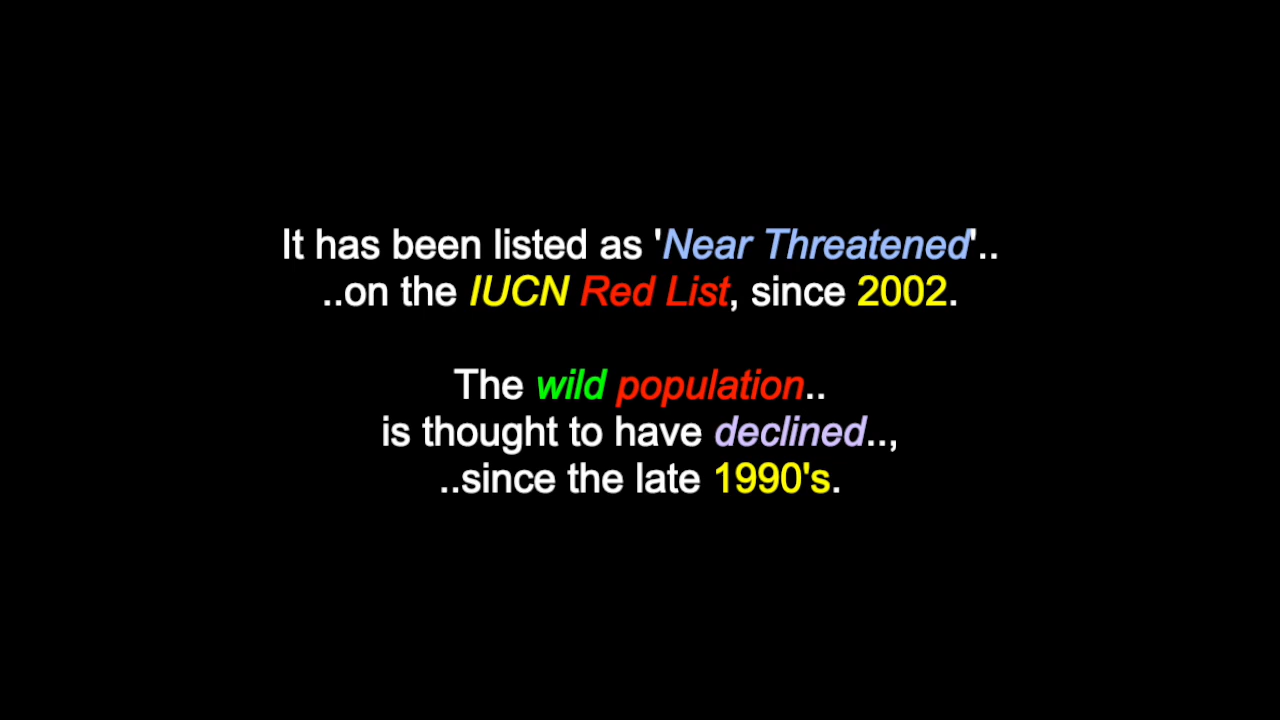 It has been listed as 'Near Threatened'..
..on the IUCN Red List, since 2002.
The wild population..
is thought to have declined..,
..since the late 1990's.